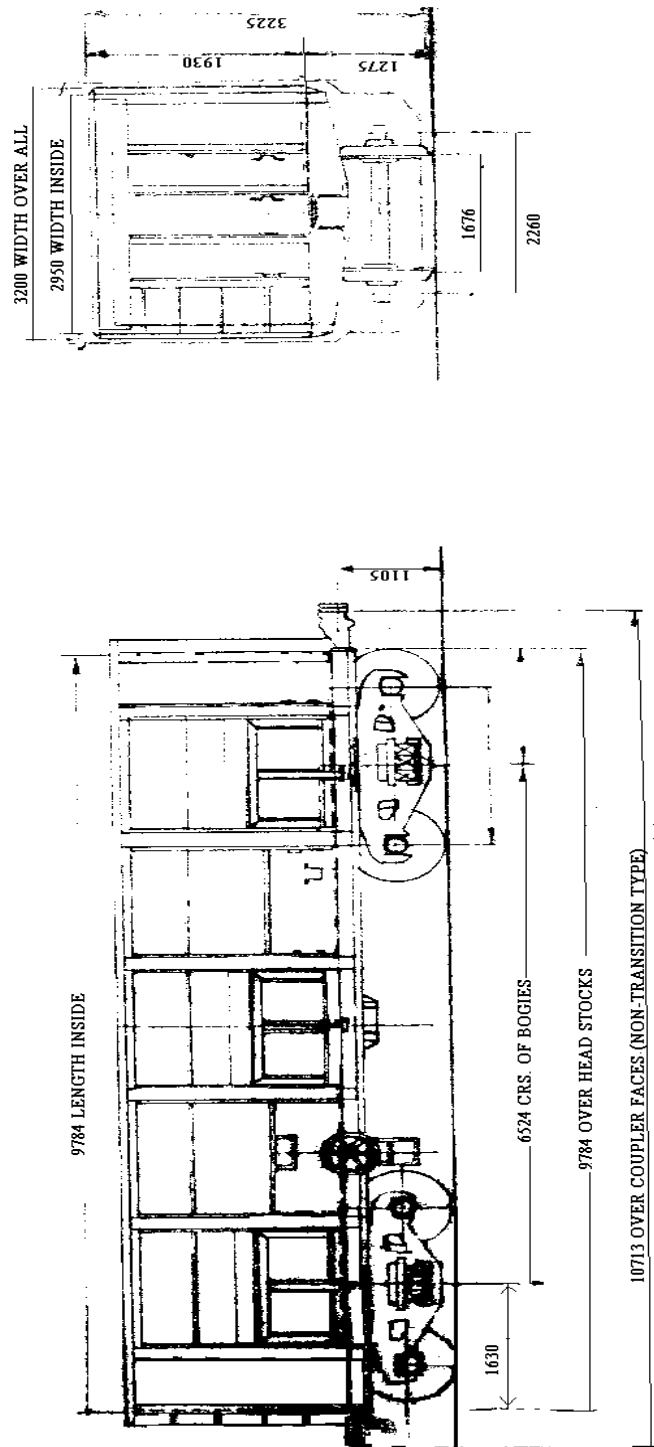 3225
1930
1275
3200 WIDTH OVER ALL
2950 WIDTH INSIDE
1676
2260
1105
9784 LENGTH INSIDE
6524 CRS. OF BOGIES
9784 OVER HEAD STOCKS
10713 OVER COUPLER FACES (NON-TRANSITION TYPE)
1630